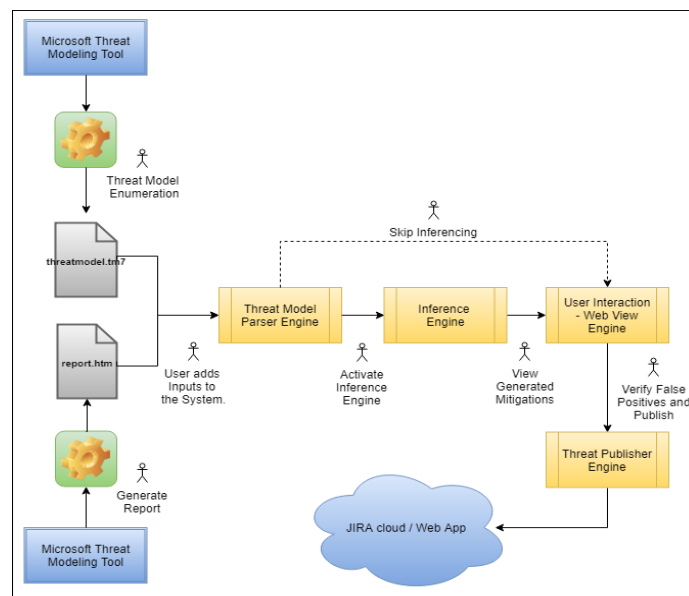 Microsoft Threat
Modeling Tool
Threat Model
Enumeration
threatmodel.tm7
Skip Inferencing
Threat Model
Parser Engine
Inference
Engine
User Interaction
- Web View
Engine
report.htm
User adds
Inputs to
the System.
Activate
Inference
Engine
View
Generated
Mitigations
Verify False
Positives and
Publish
Threat Publisher
Engine
Generate
Report
JIRA cloud / Web App
Microsoft Threat
Modeling Tool